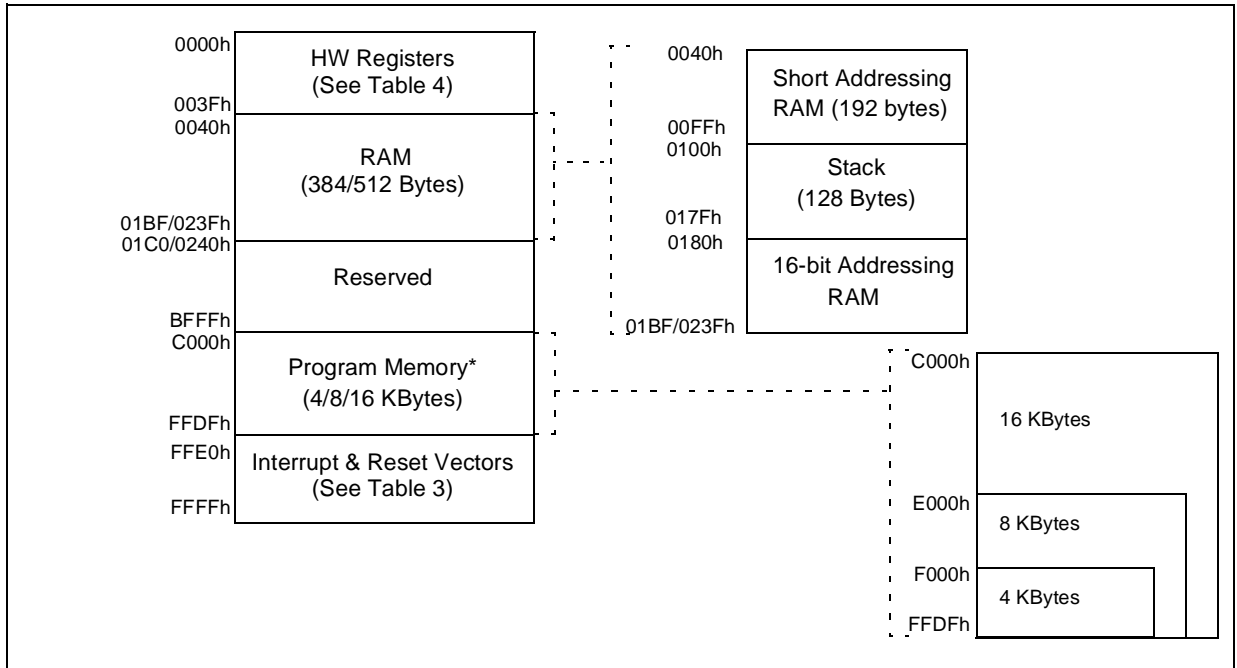 0000h
HW Registers
(See Table 4)
003Fh
0040h
RAM
(384/512 Bytes)
01BF/023Fh
01C0/0240h
Reserved
BFFFh
C000h
Program Memory*
(4/8/16 KBytes)
FFDFh
FFE0h
Interrupt & Reset Vectors
(See Table 3)
FFFFh
0040h
Short Addressing
RAM (192 bytes)
00FFh
0100h
Stack
(128 Bytes)
017Fh
0180h
16-bit Addressing
RAM
01BF/023Fh
C000h
16 KBytes
E000h
8 KBytes
F000h
4 KBytes
FFDFh